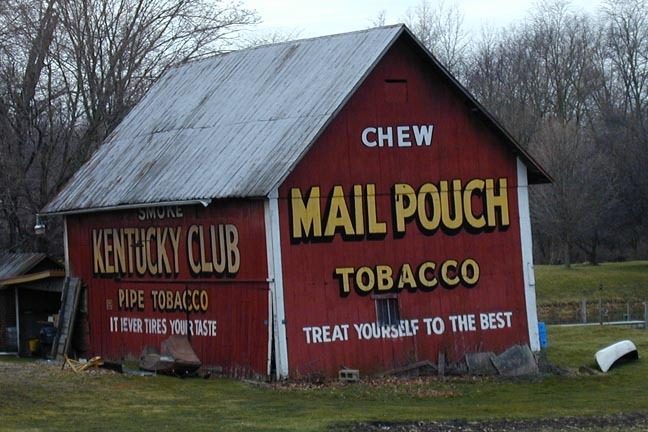 SMOKE
KENTUCKY CLUB
PIPE TOBACCO
IT NEVER TIRES YOUR TASTE
CHEW
MAIL POUCH
TOBACCO
TREAT YOURSELF TO THE BEST